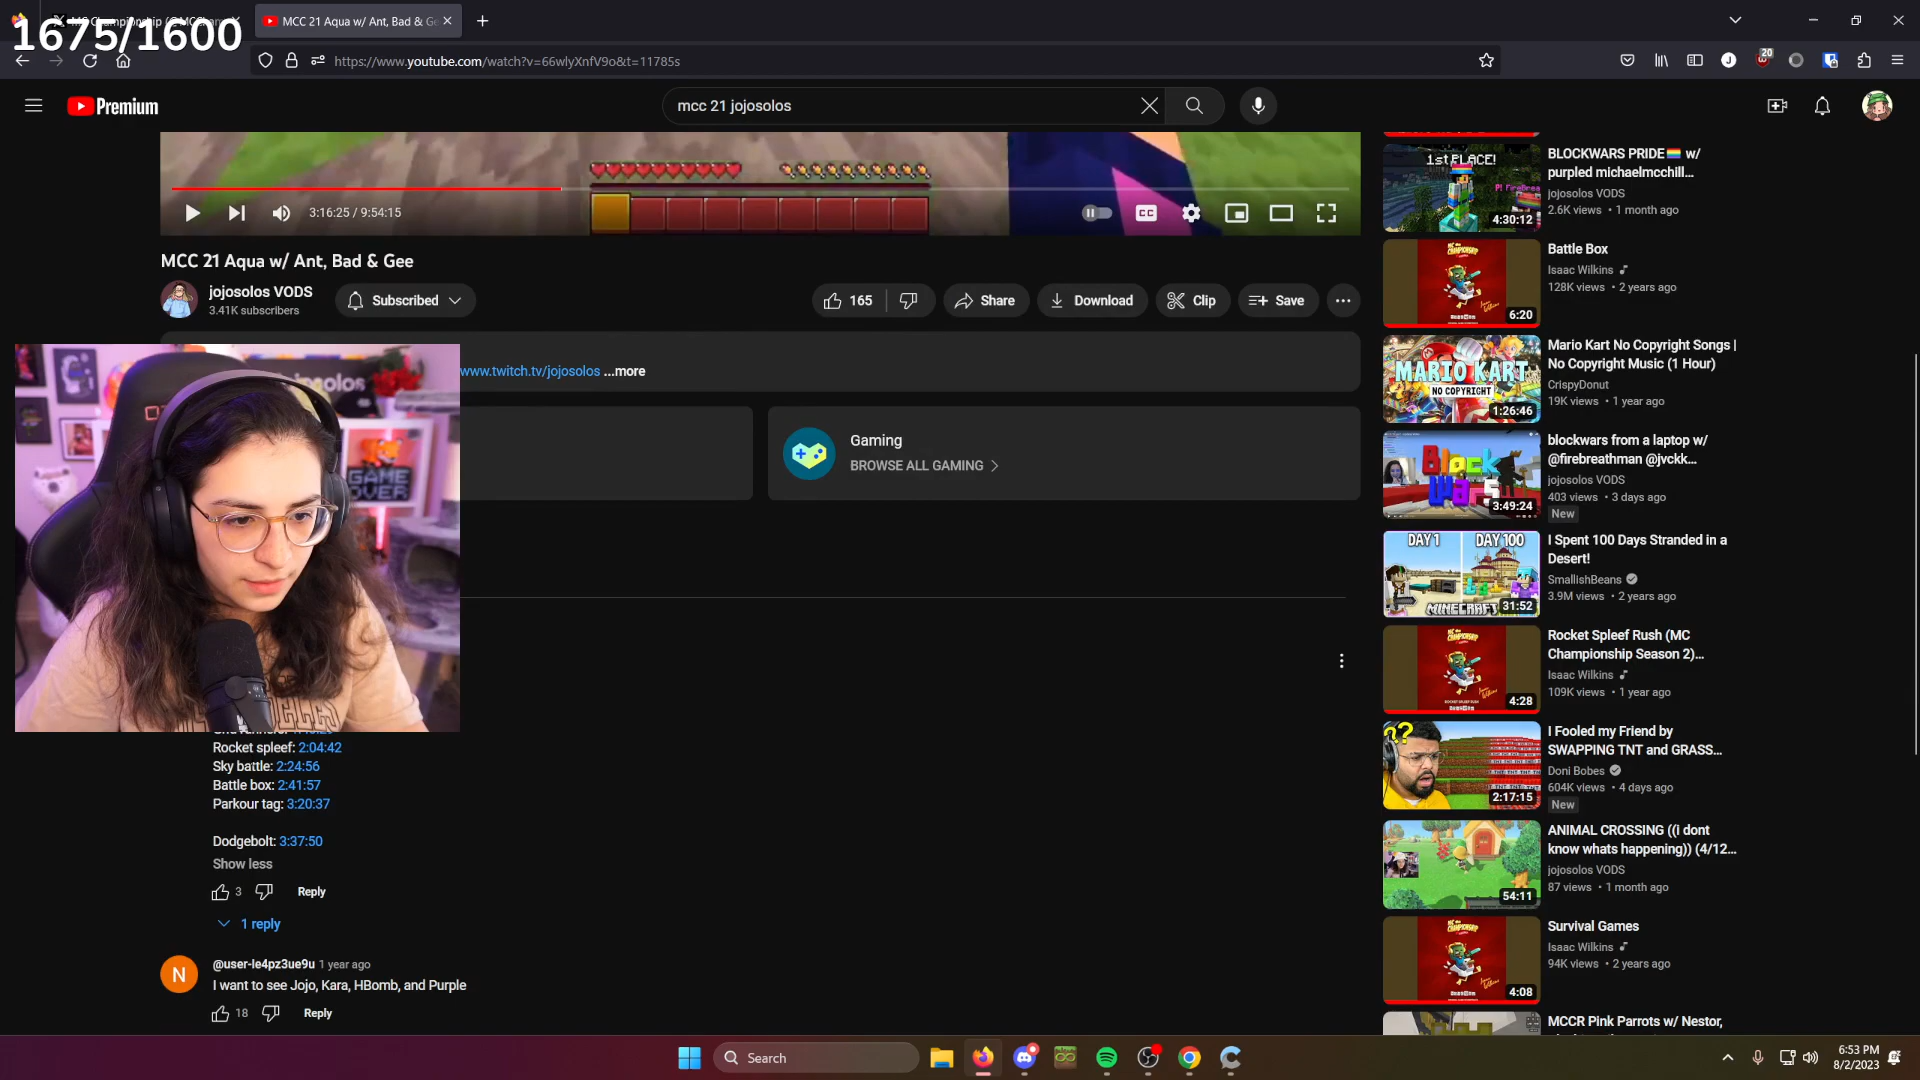 1675/1600
MCC 21 Aqua w/ Ant, Bad & Ge
https://www.youtube.com/watch?v=66wlyXnfV9o&t=11785s
20
J
Premium
mcc 21 jojosolos
3:16:25 / 9:54:15
CC
MCC 21 Aqua w/ Ant, Bad & Gee
jojosolos VODS
3.41K subscribers
Subscribed
165
Share
Download
Clip
Save
www.twitch.tv/jojosolos ...more
Gaming
BROWSE ALL GAMING
GAME
OVER
Rocket spleef: 2:04:42
Sky battle: 2:24:56
Battle box: 2:41:57
Parkour tag: 3:20:37
Dodgebolt: 3:37:50
Show less
3
Reply
1 reply
N
@user-le4pz3ue9u 1 year ago
I want to see Jojo, Kara, HBomb, and Purple
18
Reply
1st PLACE!
4:30:12
BLOCKWARS PRIDE🏳️‍🌈 w/
purpled michaelmcchill...
jojosolos VODS
2.6K views • 1 month ago
6:20
Battle Box
Isaac Wilkins
128K views • 2 years ago
MARIO KART
NO COPYRIGHT
1:26:46
Mario Kart No Copyright Songs |
No Copyright Music (1 Hour)
CrispyDonut
19K views • 1 year ago
Block
Wars
3:49:24
blockwars from a laptop w/
@firebreathman @jvckk...
jojosolos VODS
403 views • 3 days ago
New
DAY 1
DAY 100
MINECRAFT
31:52
I Spent 100 Days Stranded in a
Desert!
SmallishBeans
3.9M views • 2 years ago
4:28
Rocket Spleef Rush (MC
Championship Season 2)...
Isaac Wilkins
109K views • 1 year ago
??
2:17:15
I Fooled my Friend by
SWAPPING TNT and GRASS...
Doni Bobes
604K views • 4 days ago
New
54:11
ANIMAL CROSSING ((i dont
know whats happening)) (4/12...
jojosolos VODS
87 views • 1 month ago
4:08
Survival Games
Isaac Wilkins
94K views • 2 years ago
MCCR Pink Parrots w/ Nestor,
Search
6:53 PM
8/2/2023